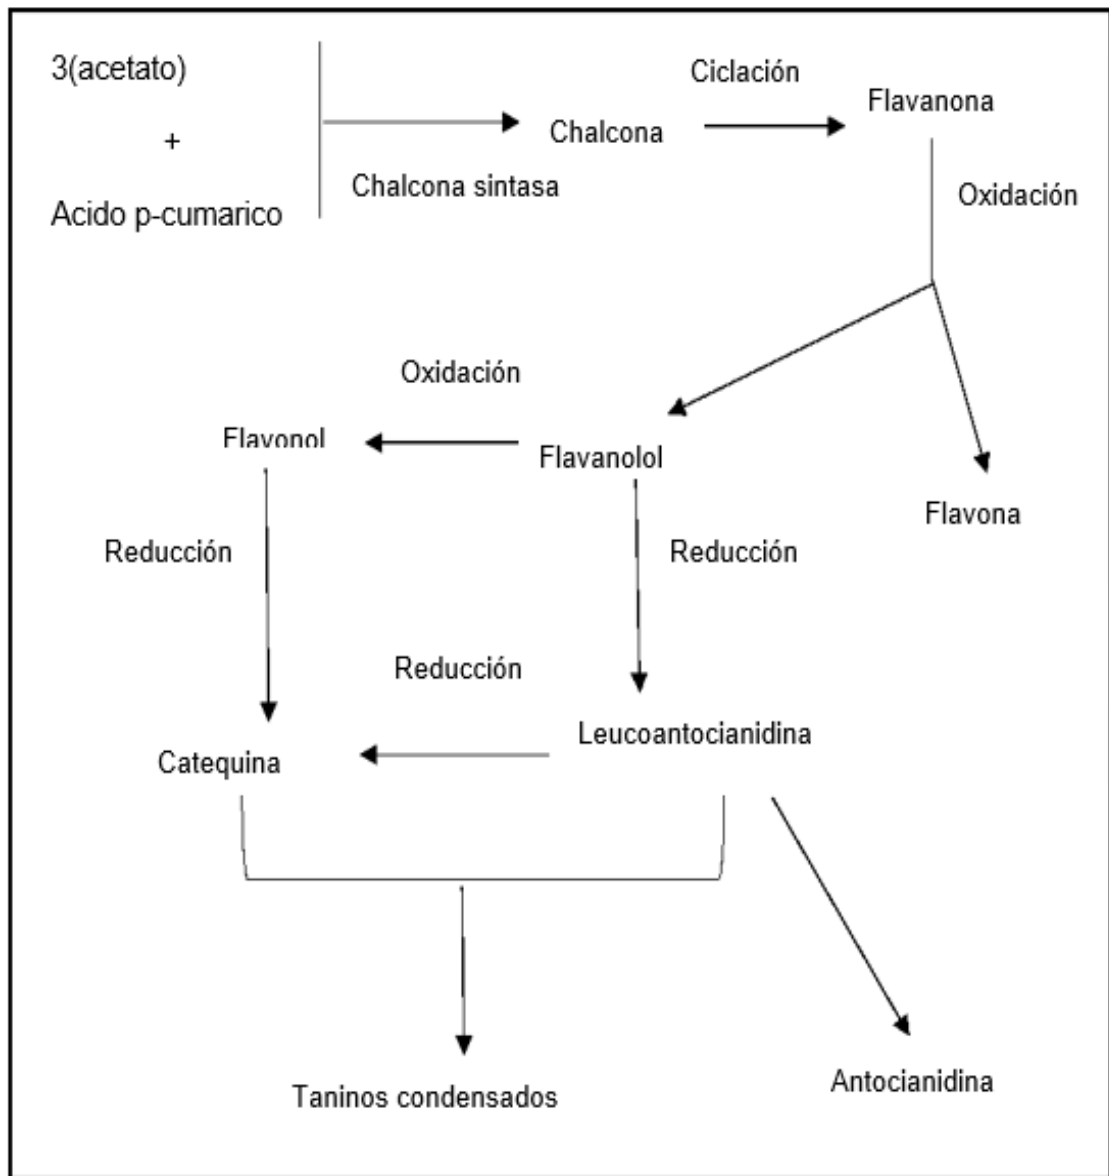 3(acetato)
+
Acido p-cumarico
Chalcona sintasa
Chalcona
Ciclación
Flavanona
Oxidación
Oxidación
Flavonol
Flavanolol
Flavona
Reducción
Reducción
Reducción
Leucoantocianidina
Catequina
Taninos condensados
Antocianidina